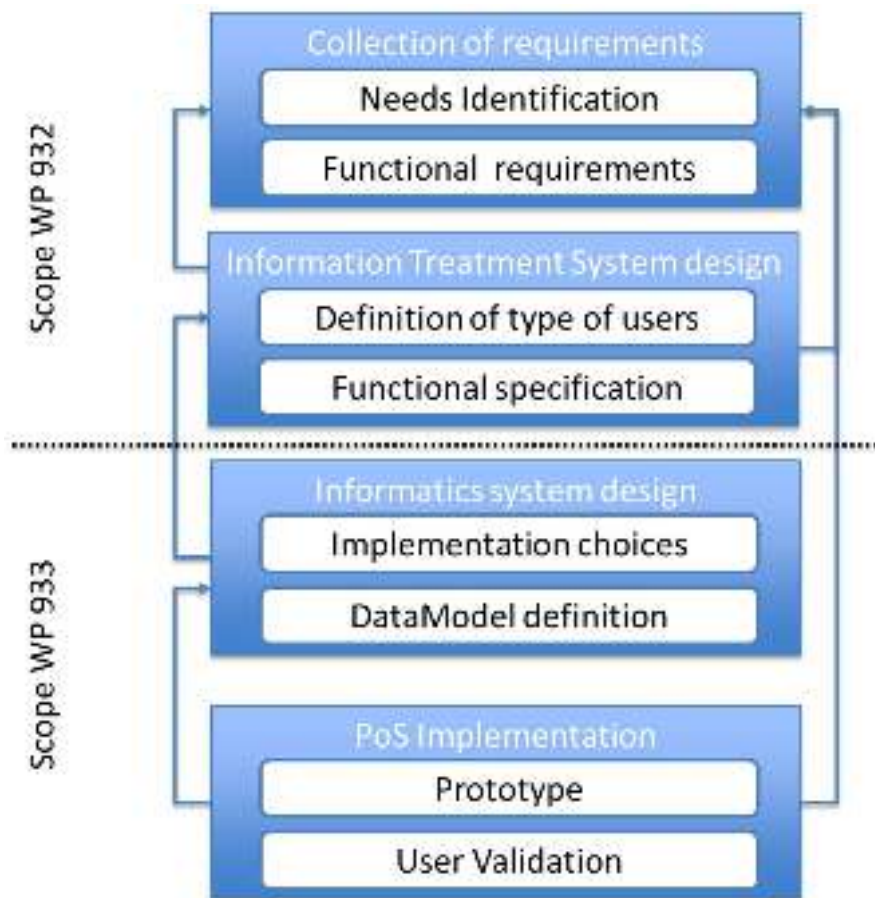 Scope WP 932
Collection of requirements
Needs Identification
Functional requirements
Information Treatment System design
Definition of type of users
Functional specification
Scope WP 933
Informatics system design
Implementation choices
DataModel definition
PoS Implementation
Prototype
User Validation